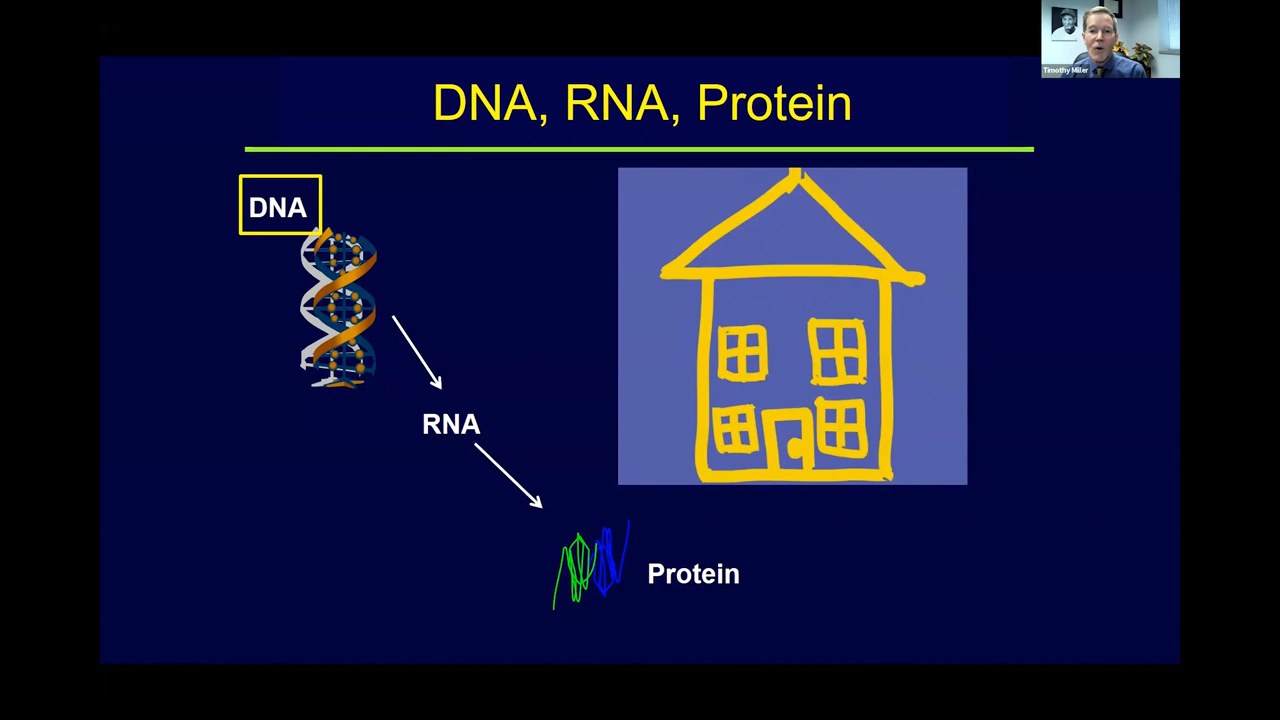 Timothy Miller
DNA, RNA, Protein
DNA
RNA
Protein